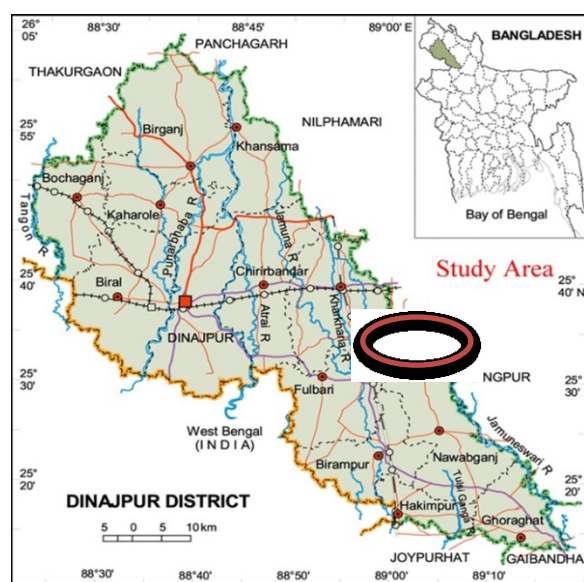 88°30'
88°45'
89°00' E
26°
05'
PANCHAGARH
BANGLADESH
THAKURGAON
25°
55'
NILPHAMARI
Birganj
Khansama
Bochaganj
Kaharole
Punarbhaba R
Jamuna R
Tangon R
Bay of Bengal
Study Area
25°
40'
Biral
Chirirbandar
25°
40' N
DINAJPUR
Atrai R
Kharkharia R
25°
30'
Fulbari
NGPUR
25°
30'
West Bengal
(INDIA)
Jamuneswari R
25°
20'
Birampur
Nawabganj
25°
20'
DINAJPUR DISTRICT
Tulsi Ganga R
Hakimpur
Ghoraghat
5 0 5 10km
JOYPURHAT
GAIBANDHA
88°30'
88°40'
88°50'
89°00'
89°10'